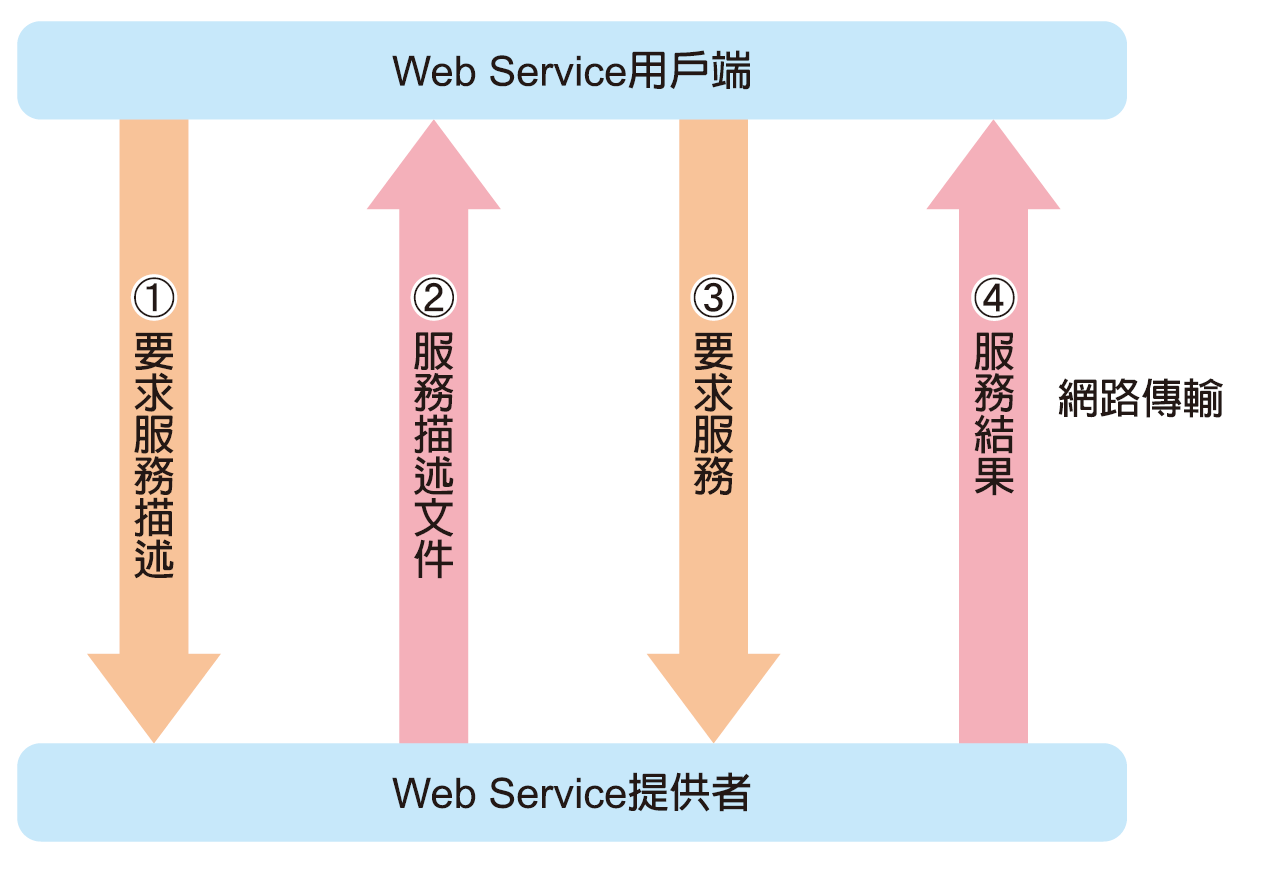 Web Service用戶端
①要求服務描述
②服務描述文件
③要求服務
④服務結果
網路傳輸
Web Service提供者